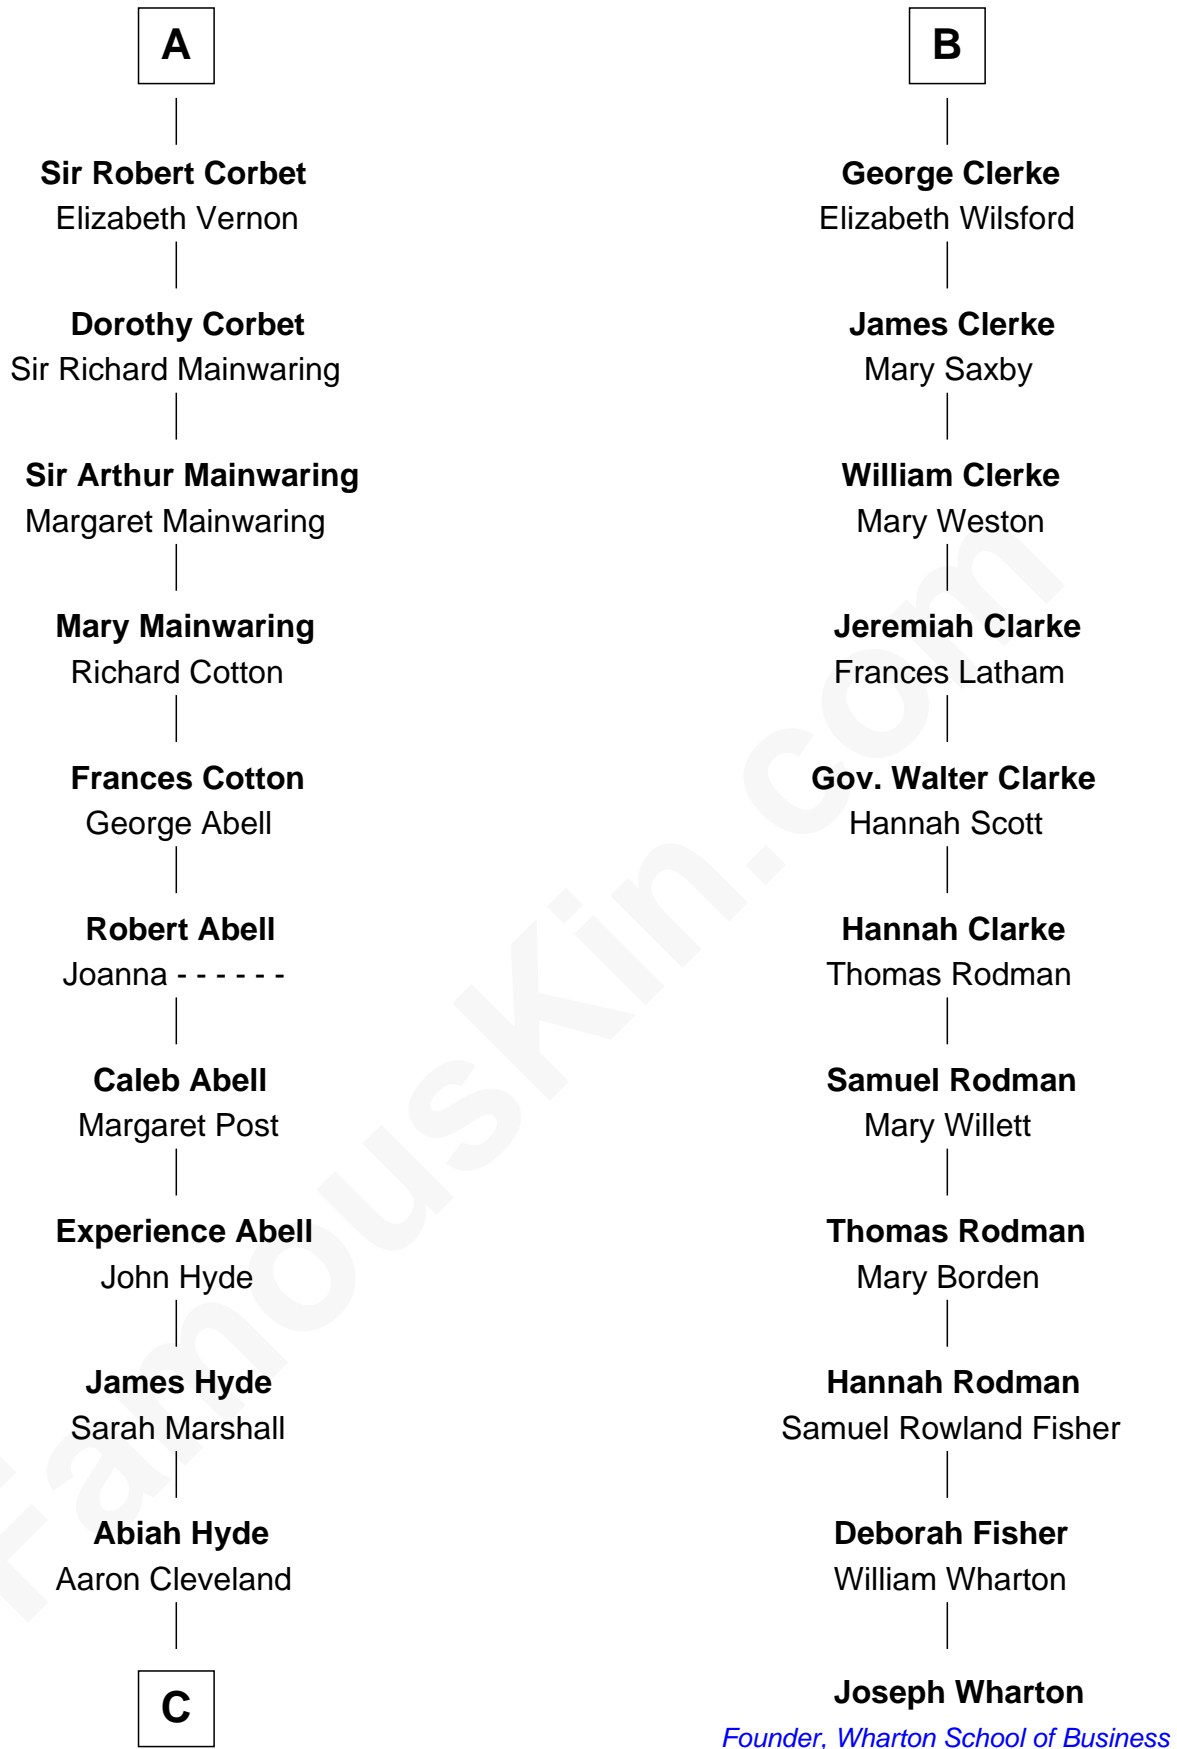 A
Sir Robert Corbet
Elizabeth Vernon
Dorothy Corbet
Sir Richard Mainwaring
Sir Arthur Mainwaring
Margaret Mainwaring
Mary Mainwaring
Richard Cotton
Frances Cotton
George Abell
Robert Abell
Joanna - - - - - -
Caleb Abell
Margaret Post
Experience Abell
John Hyde
James Hyde
Sarah Marshall
Abiah Hyde
Aaron Cleveland
C
B
George Clerke
Elizabeth Wilsford
James Clerke
Mary Saxby
William Clerke
Mary Weston
Jeremiah Clarke
Frances Latham
Gov. Walter Clarke
Hannah Scott
Hannah Clarke
Thomas Rodman
Samuel Rodman
Mary Willett
Thomas Rodman
Mary Borden
Hannah Rodman
Samuel Rowland Fisher
Deborah Fisher
William Wharton
Joseph Wharton
Founder, Wharton School of Business
FamousKin.com